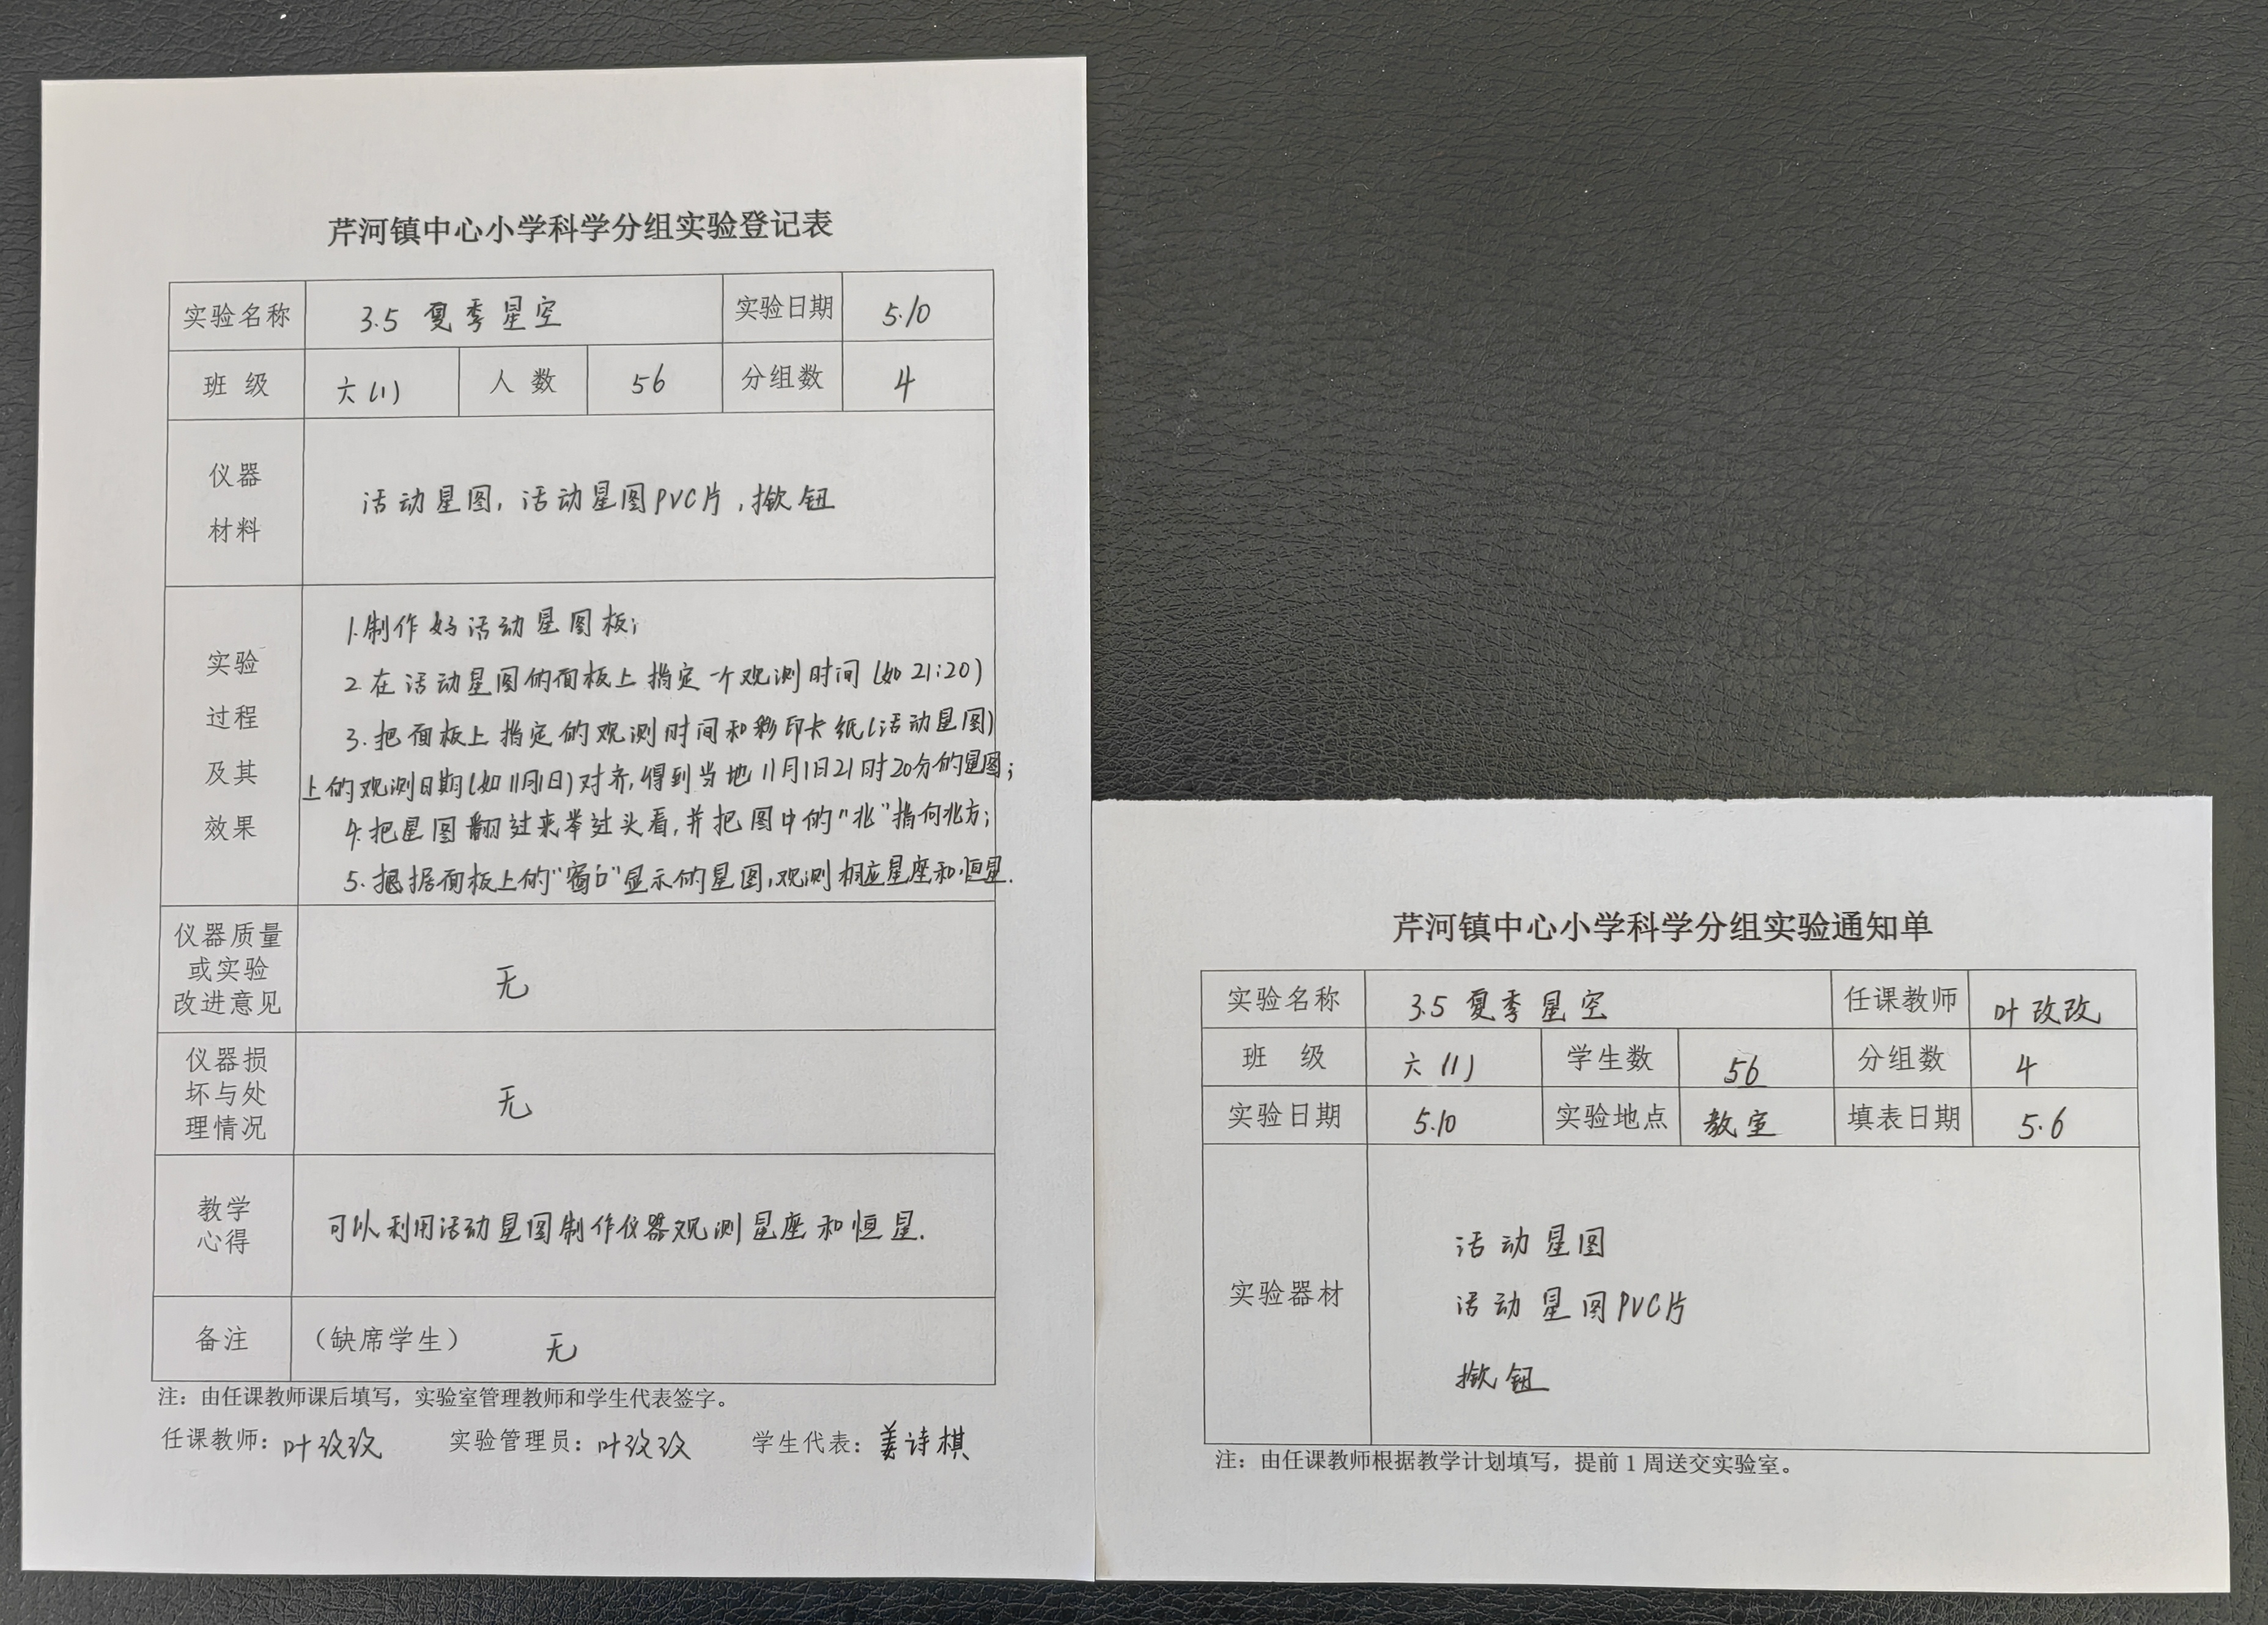 芹河镇中心小学科学分组实验登记表
实验名称 3.5 夏季星空 实验日期 5.10
班 级 六(1) 人 数 56 分组数 4
仪器
材料
活动星图，活动星图PVC片，揿钮
实验
过程
及其
效果
1.制作好活动星图板；
2.在活动星图的面板上指定一个观测时间(如21:20)
3.把面板上指定的观测时间和彩印卡纸(活动星图)
上的观测日期(如11月1日)对齐,得到当地11月1日21时20分的星图；
4.把星图翻过来举过头看,并把图中的“北”指向北方；
5.根据面板上的“窗口”显示的星图,观测相应星座和恒星.
仪器质量
或实验
改进意见
无
仪器损
坏与处
理情况
无
教学
心得
可以利用活动星图制作仪器观测星座和恒星.
备注 （缺席学生） 无
注：由任课教师课后填写，实验室管理教师和学生代表签字。
任课教师：叶改改 实验管理员：叶改改 学生代表：姜诗棋
芹河镇中心小学科学分组实验通知单
实验名称 3.5 夏季星空 任课教师 叶改改
班 级 六(1) 学生数 56 分组数 4
实验日期 5.10 实验地点 教室 填表日期 5.6
实验器材
活动星图
活动星图PVC片
揿钮
注：由任课教师根据教学计划填写，提前1周送交实验室。